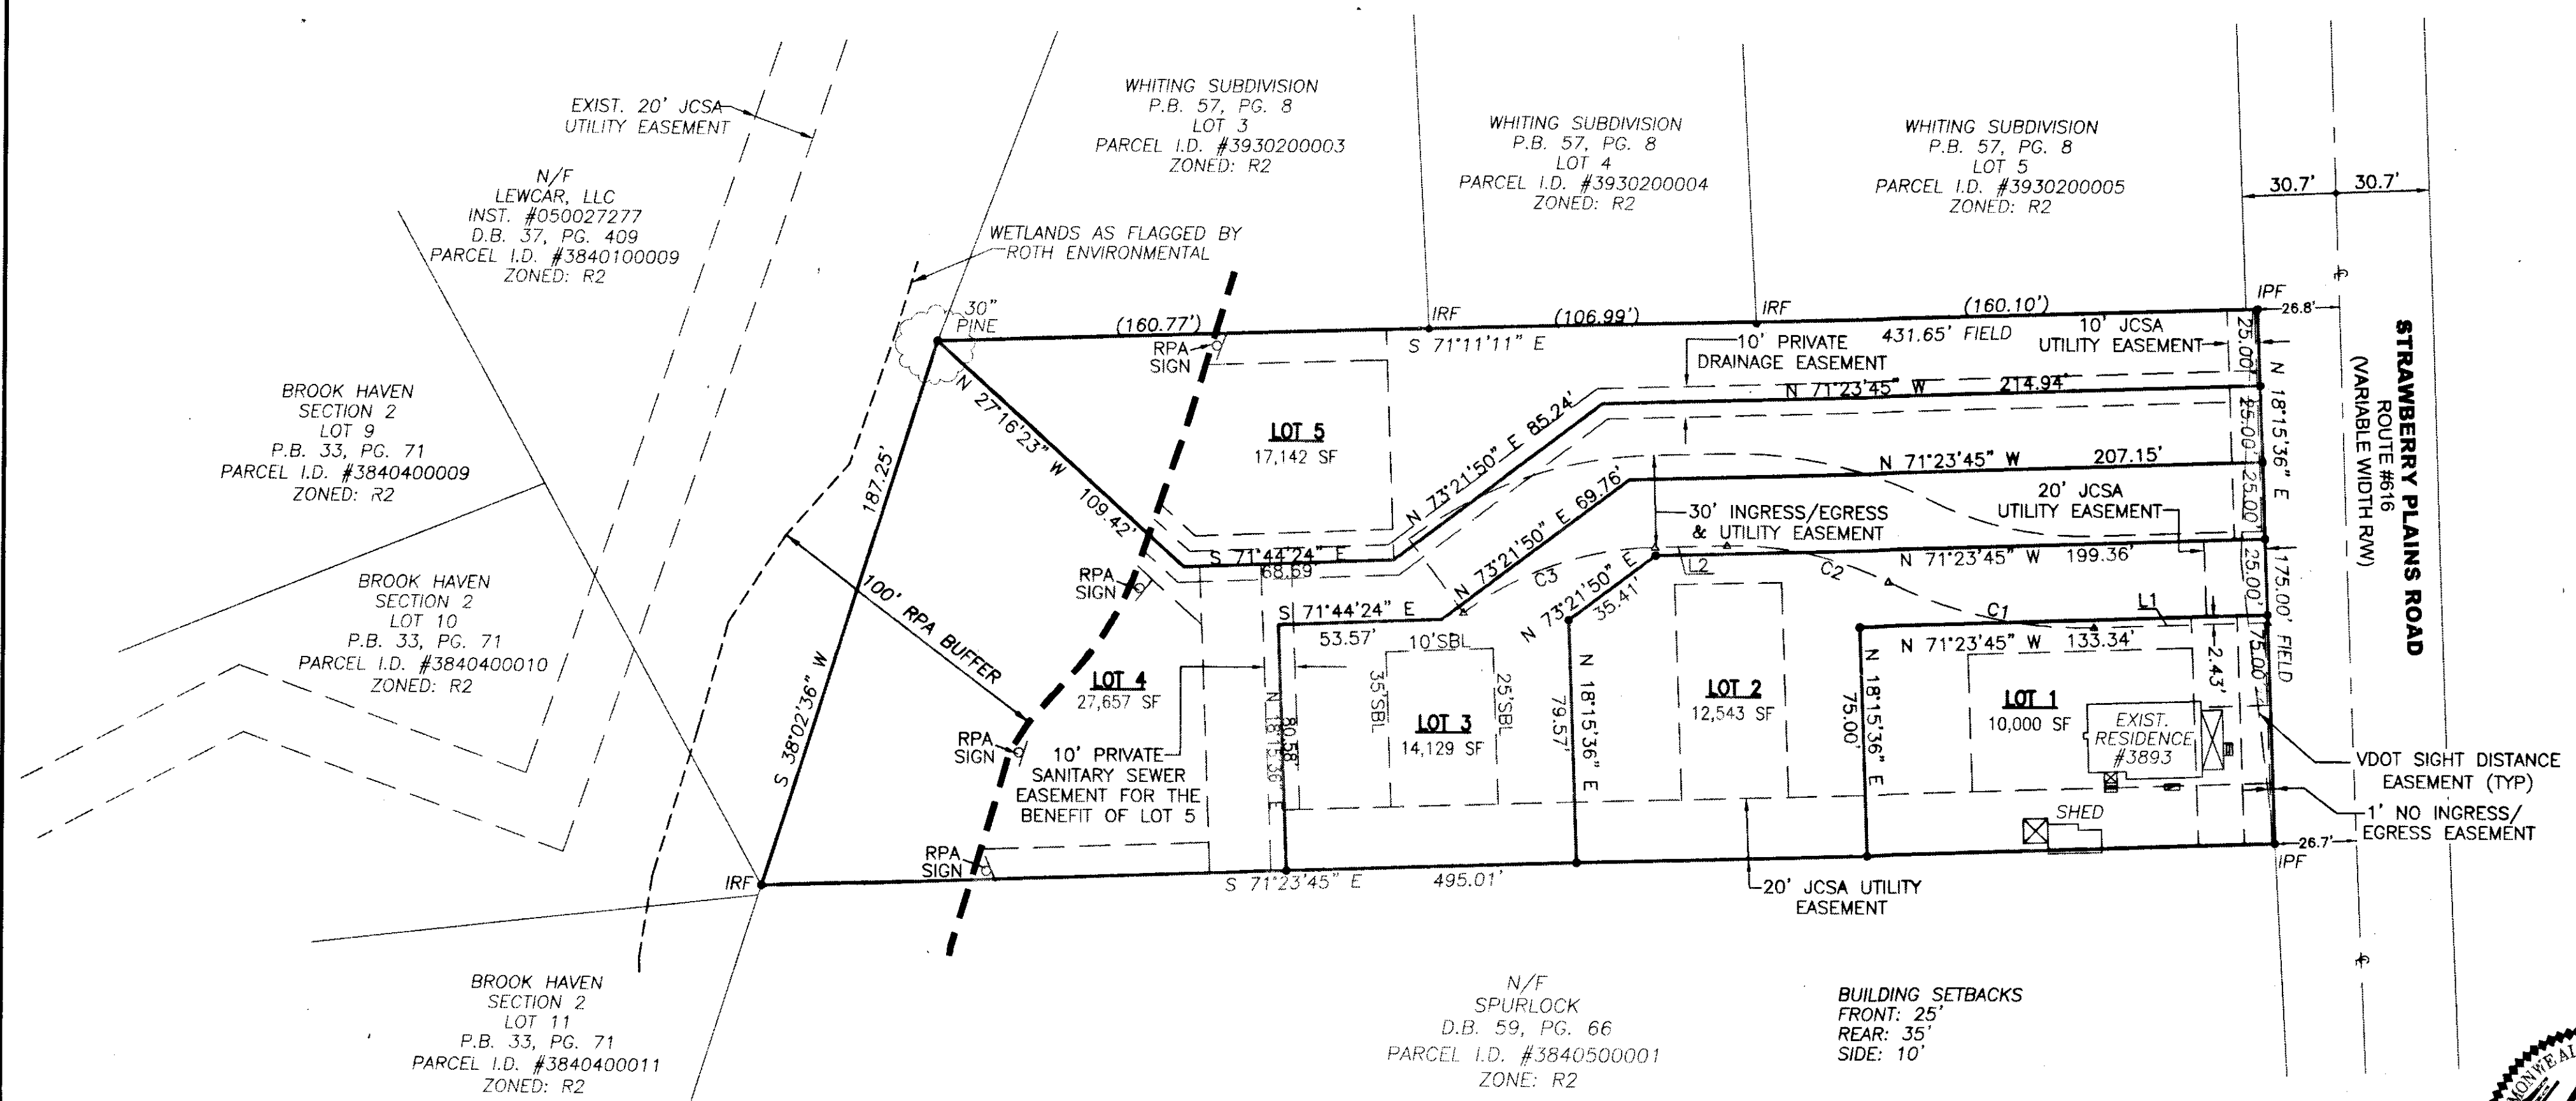 EXIST. 20' JCSA
UTILITY EASEMENT
N/F
LEWCAR, LLC
INST. #050027277
D.B. 37, PG. 409
PARCEL I.D. #3840100009
ZONED: R2
WHITING SUBDIVISION
P.B. 57, PG. 8
LOT 3
PARCEL I.D. #3930200003
ZONED: R2
WHITING SUBDIVISION
P.B. 57, PG. 8
LOT 4
PARCEL I.D. #3930200004
ZONED: R2
WHITING SUBDIVISION
P.B. 57, PG. 8
LOT 5
PARCEL I.D. #3930200005
ZONED: R2
30.7'
30.7'
WETLANDS AS FLAGGED BY
ROTH ENVIRONMENTAL
30"
PINE
(160.77')
IRF
(106.99')
IRF
(160.10')
IPF
26.8'
S 71°11'11" E
431.65' FIELD
RPA
SIGN
10' PRIVATE
DRAINAGE EASEMENT
10' JCSA
UTILITY EASEMENT
25.00'
N 18°15'36" E
STRAWBERRY PLAINS ROAD
ROUTE #616
(VARIABLE WIDTH R/W)
BROOK HAVEN
SECTION 2
LOT 9
P.B. 33, PG. 71
PARCEL I.D. #3840400009
ZONED: R2
187.25'
N 27°16'23" W
109.42'
LOT 5
17,142 SF
N 73°21'50" E 85.24'
N 71°23'45" W
214.94'
25.00'
N 71°23'45" W
207.15'
25.00'
S 71°44'24" E
68.69'
N 73°21'50" E 69.76'
30' INGRESS/EGRESS
& UTILITY EASEMENT
20' JCSA
UTILITY EASEMENT
N 71°23'45" W
199.36'
25.00'
175.00' FIELD
L2
C3
C2
C1
L1
BROOK HAVEN
SECTION 2
LOT 10
P.B. 33, PG. 71
PARCEL I.D. #3840400010
ZONED: R2
RPA
SIGN
100' RPA BUFFER
S 38°02'36" W
S 71°44'24" E
53.57'
N 73°21'50" E
35.41'
N 71°23'45" W
133.34'
2.43'
75.00'
LOT 4
27,657 SF
N 18°15'36" E
80.58'
10'SBL
35'SBL
25'SBL
LOT 3
14,129 SF
N 18°15'36" E
79.57'
LOT 2
12,543 SF
N 18°15'36" E
75.00'
LOT 1
10,000 SF
EXIST.
RESIDENCE
#3893
RPA
SIGN
10' PRIVATE
SANITARY SEWER
EASEMENT FOR THE
BENEFIT OF LOT 5
SHED
VDOT SIGHT DISTANCE
EASEMENT (TYP)
1' NO INGRESS/
EGRESS EASEMENT
RPA
SIGN
IRF
S 71°23'45" E
495.01'
26.7'
IPF
20' JCSA UTILITY
EASEMENT
BROOK HAVEN
SECTION 2
LOT 11
P.B. 33, PG. 71
PARCEL I.D. #3840400011
ZONED: R2
N/F
SPURLOCK
D.B. 59, PG. 66
PARCEL I.D. #3840500001
ZONE: R2
BUILDING SETBACKS
FRONT: 25'
REAR: 35'
SIDE: 10'